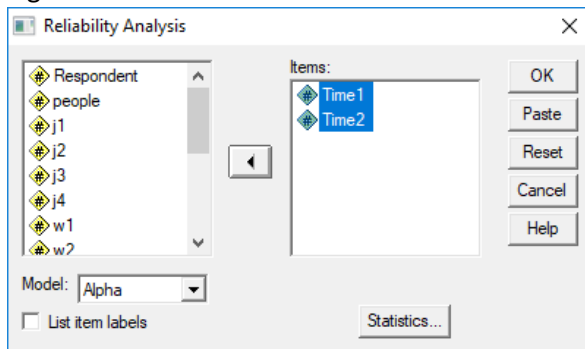 Reliability Analysis
Respondent
people
j1
j2
j3
j4
w1
w2
Items:
Time1
Time2
OK
Paste
Reset
Cancel
Help
Model: Alpha
List item labels
Statistics...